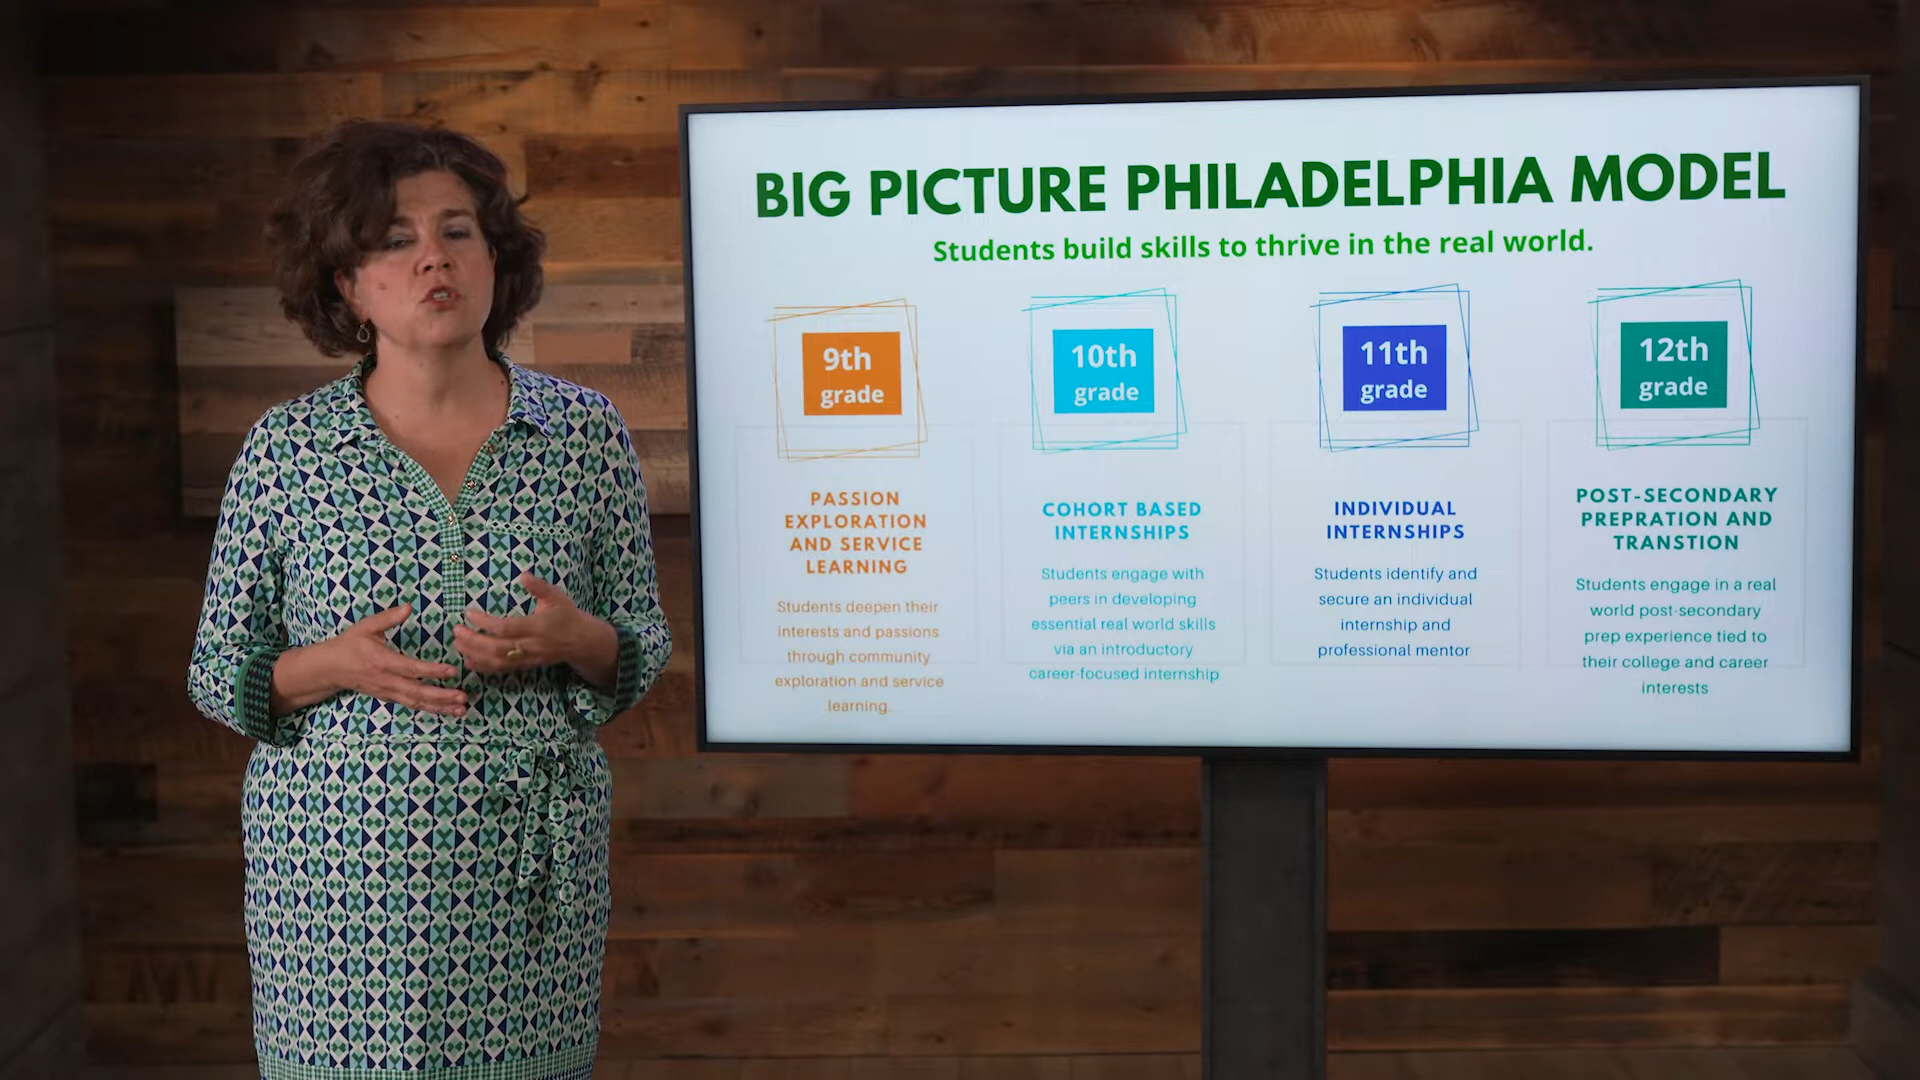 BIG PICTURE PHILADELPHIA MODEL
Students build skills to thrive in the real world.
9th
grade
PASSION
EXPLORATION
AND SERVICE
LEARNING
Students deepen their
interests and passions
through community
exploration and service
learning.
10th
grade
COHORT BASED
INTERNSHIPS
Students engage with
peers in developing
essential real world skills
via an introductory
career-focused internship
11th
grade
INDIVIDUAL
INTERNSHIPS
Students identify and
secure an individual
internship and
professional mentor
12th
grade
POST-SECONDARY
PREPRATION AND
TRANSTION
Students engage in a real
world post-secondary
prep experience tied to
their college and career
interests